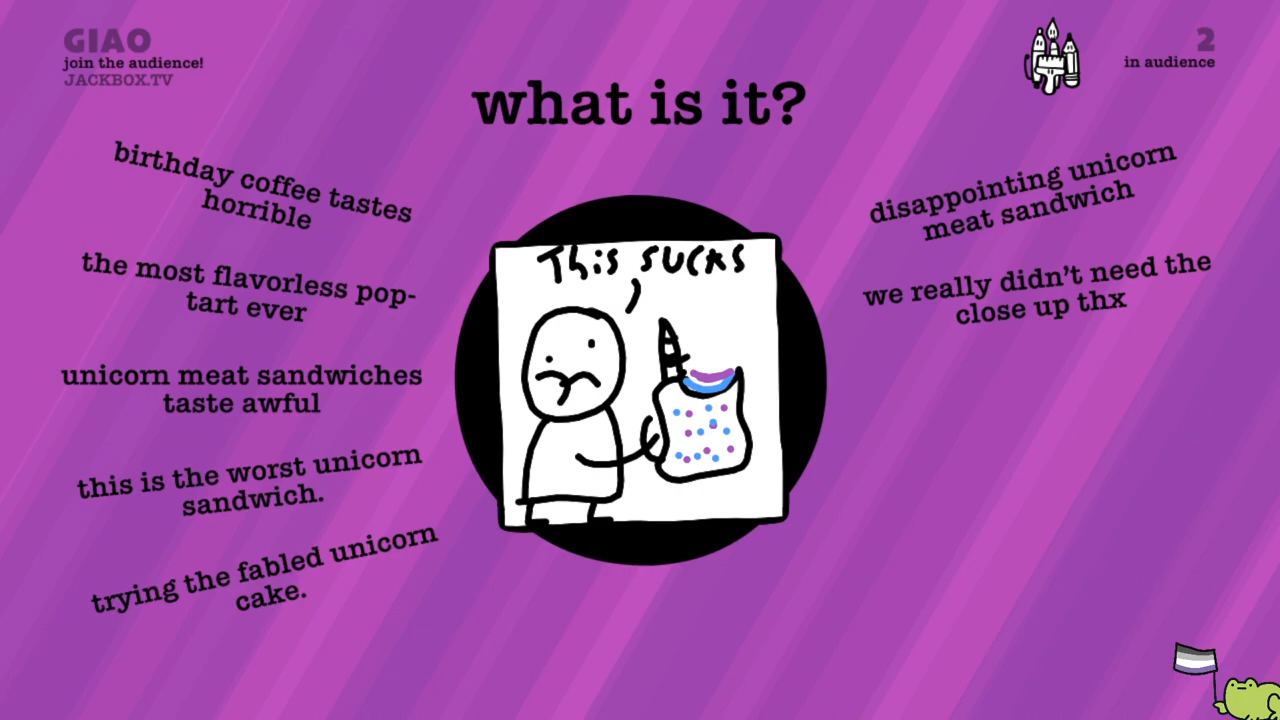 GIAO
join the audience!
JACKBOX.TV
2
in audience
what is it?
birthday coffee tastes
horrible
the most flavorless pop-
tart ever
unicorn meat sandwiches
taste awful
this is the worst unicorn
sandwich.
trying the fabled unicorn
cake.
This sucks
disappointing unicorn
meat sandwich
we really didn't need the
close up thx